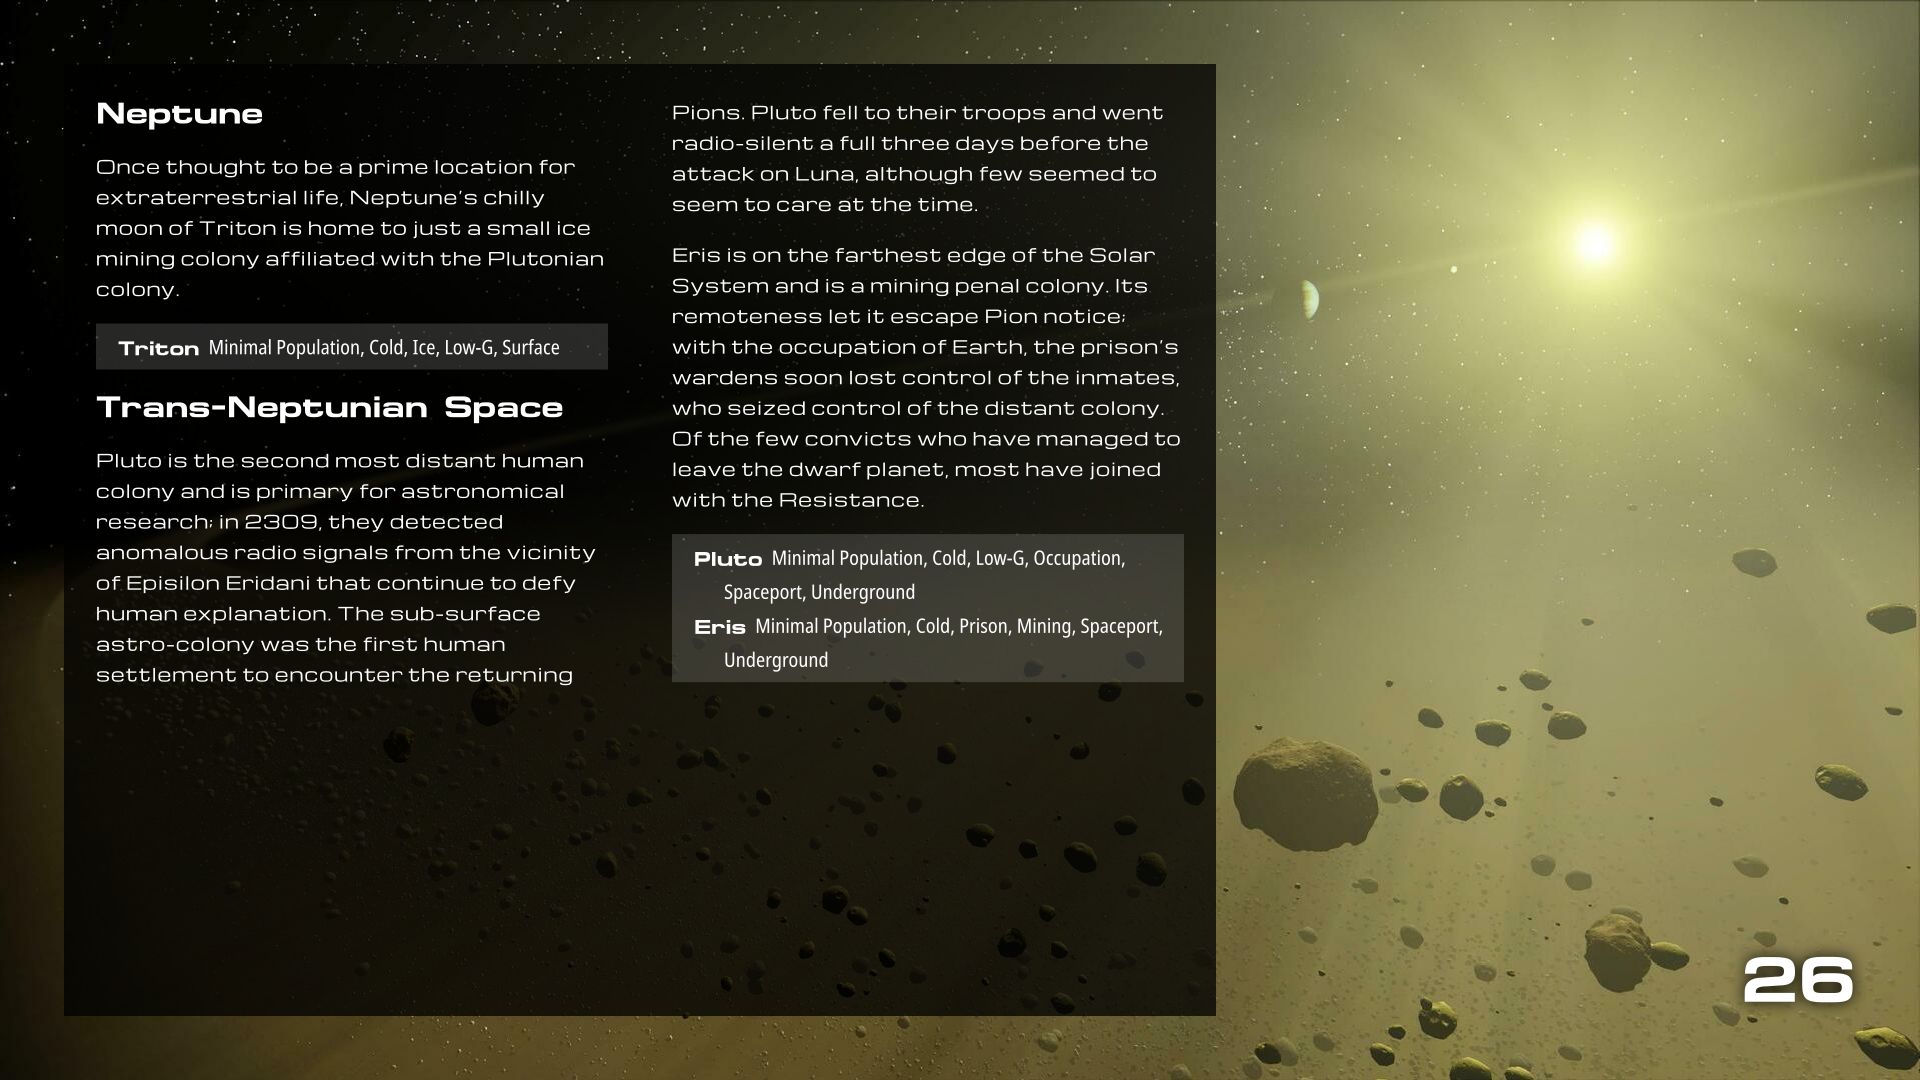 Neptune
Once thought to be a prime location for
extraterrestrial life, Neptune's chilly
moon of Triton is home to just a small ice
mining colony affiliated with the Plutonian
colony.
Triton Minimal Population, Cold, Ice, Low-G, Surface
Trans-Neptunian Space
Pluto is the second most distant human
colony and is primary for astronomical
research; in 2309, they detected
anomalous radio signals from the vicinity
of Episilon Eridani that continue to defy
human explanation. The sub-surface
astro-colony was the first human
settlement to encounter the returning
Pions. Pluto fell to their troops and went
radio-silent a full three days before the
attack on Luna, although few seemed to
seem to care at the time.
Eris is on the farthest edge of the Solar
System and is a mining penal colony. Its
remoteness let it escape Pion notice;
with the occupation of Earth, the prison's
wardens soon lost control of the inmates,
who seized control of the distant colony.
Of the few convicts who have managed to
leave the dwarf planet, most have joined
with the Resistance.
Pluto Minimal Population, Cold, Low-G, Occupation,
Spaceport, Underground
Eris Minimal Population, Cold, Prison, Mining, Spaceport,
Underground
26